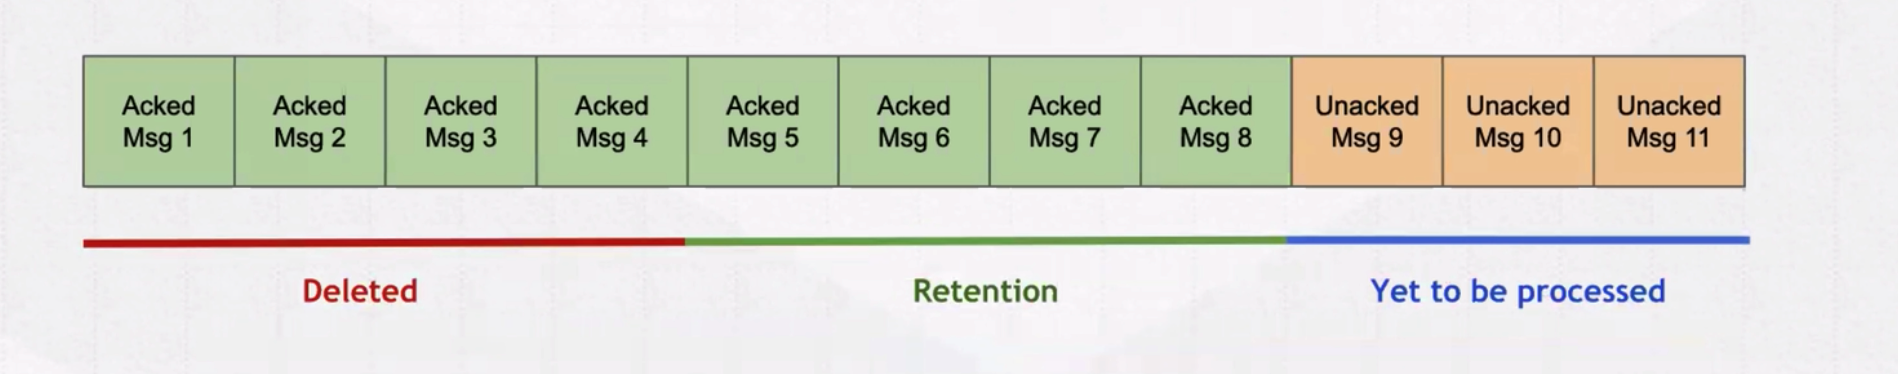 Acked Msg 1
Acked Msg 2
Acked Msg 3
Acked Msg 4
Acked Msg 5
Acked Msg 6
Acked Msg 7
Acked Msg 8
Unacked Msg 9
Unacked Msg 10
Unacked Msg 11
Deleted
Retention
Yet to be processed